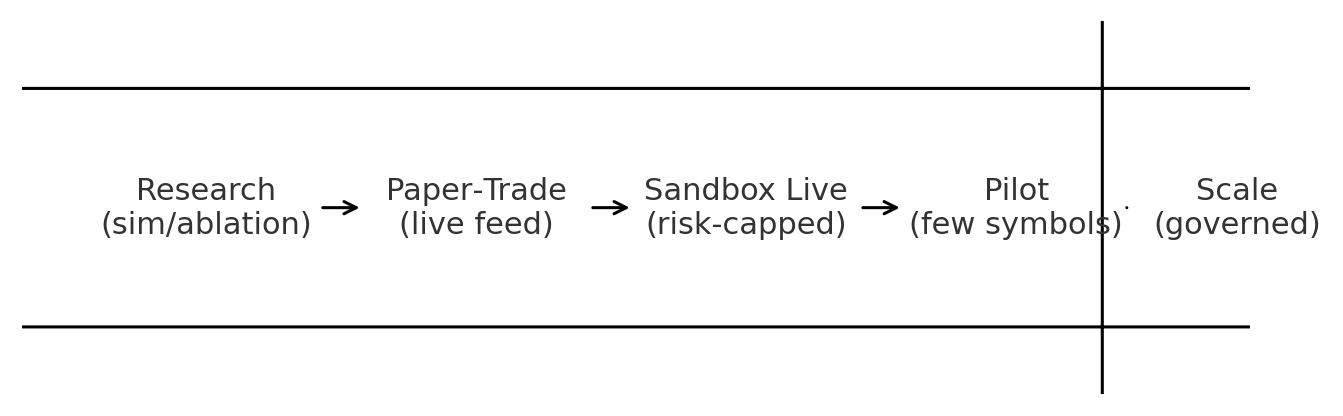 Research
(sim/ablation)
Paper-Trade
(live feed)
Sandbox Live
(risk-capped)
Pilot
(few symbols)
Scale
(governed)